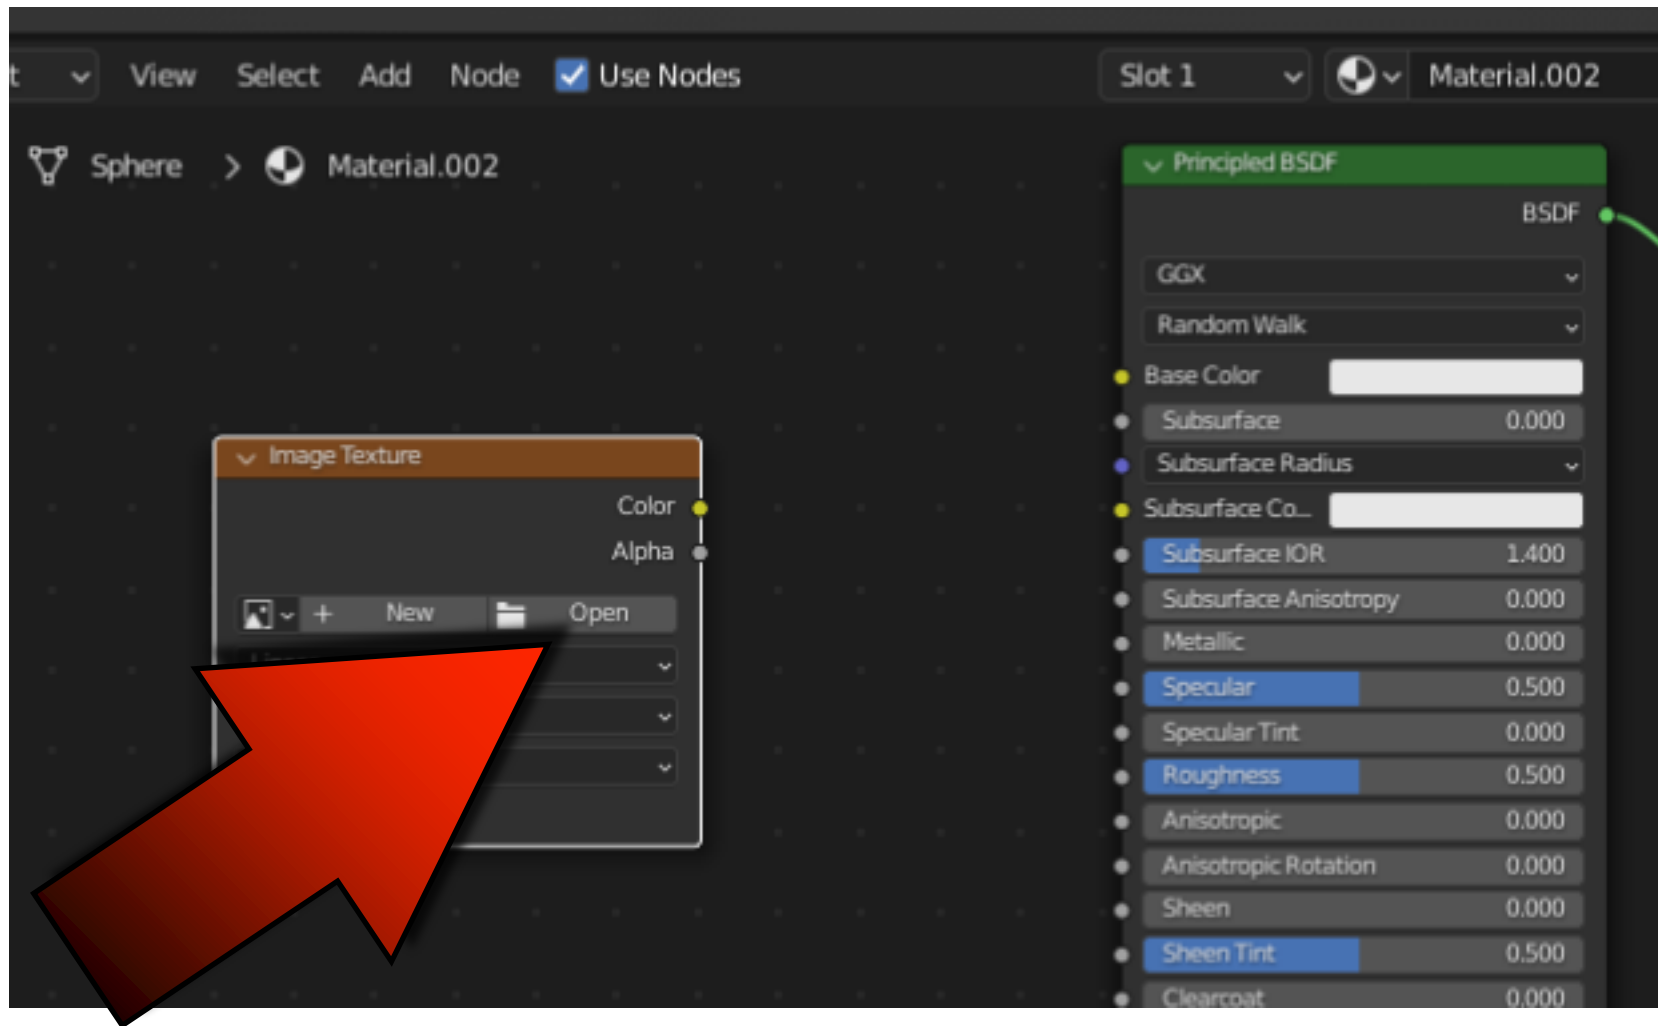 t View Select Add Node Use Nodes Slot 1 Material.002
Sphere > Material.002
Principled BSDF
BSDF
GGX
Random Walk
Base Color
Subsurface 0.000
Subsurface Radius
Subsurface Co...
Subsurface IOR 1.400
Subsurface Anisotropy 0.000
Metallic 0.000
Specular 0.500
Specular Tint 0.000
Roughness 0.500
Anisotropic 0.000
Anisotropic Rotation 0.000
Sheen 0.000
Sheen Tint 0.500
Clearcoat 0.000
Image Texture
Color
Alpha
+ New Open